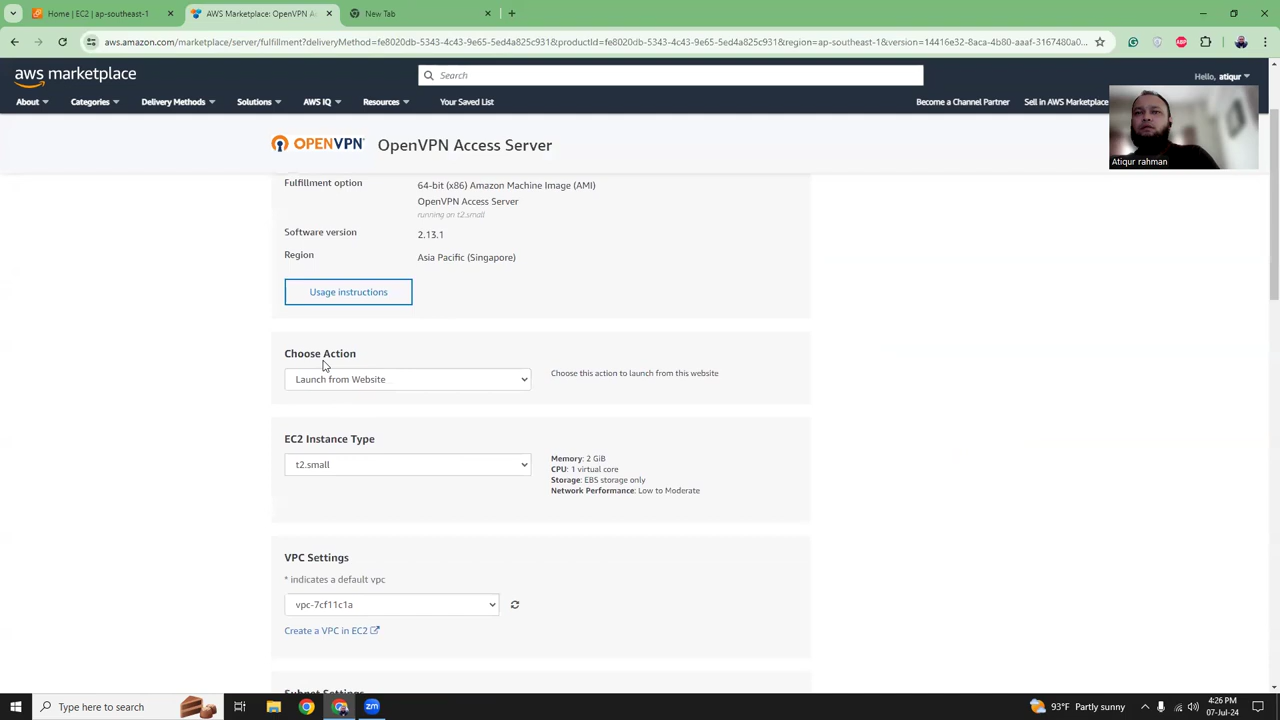 Home | EC2 | ap-southeast-1
AWS Marketplace: OpenVPN Ac
New Tab
aws.amazon.com/marketplace/server/fulfillment?deliveryMethod=fe8020db-5343-4c9-9e65-5ed4a825c931&productId=fe8020db-5343-4c9-9e65-5ed4a825c931&region=ap-southeast-1&version=14416e32-8aca-4b80-aaaf-3167480a0...
aws marketplace
Search
Hello, atiqur
About
Categories
Delivery Methods
Solutions
AWS IQ
Resources
Your Saved List
Become a Channel Partner
Sell in AWS Marketplace
Atiqur rahman
OPENVPN
OpenVPN Access Server
Fulfillment option
64-bit (x86) Amazon Machine Image (AMI)
OpenVPN Access Server
running on t2.small
Software version
2.13.1
Region
Asia Pacific (Singapore)
Usage instructions
Choose Action
Launch from Website
Choose this action to launch from this website
EC2 Instance Type
t2.small
Memory: 2 GiB
CPU: 1 virtual core
Storage: EBS storage only
Network Performance: Low to Moderate
VPC Settings
* indicates a default vpc
vpc-7cf11c1a
Create a VPC in EC2
Subnet Settings
Type here to search
93°F Partly sunny
4:26 PM
07-Jul-24